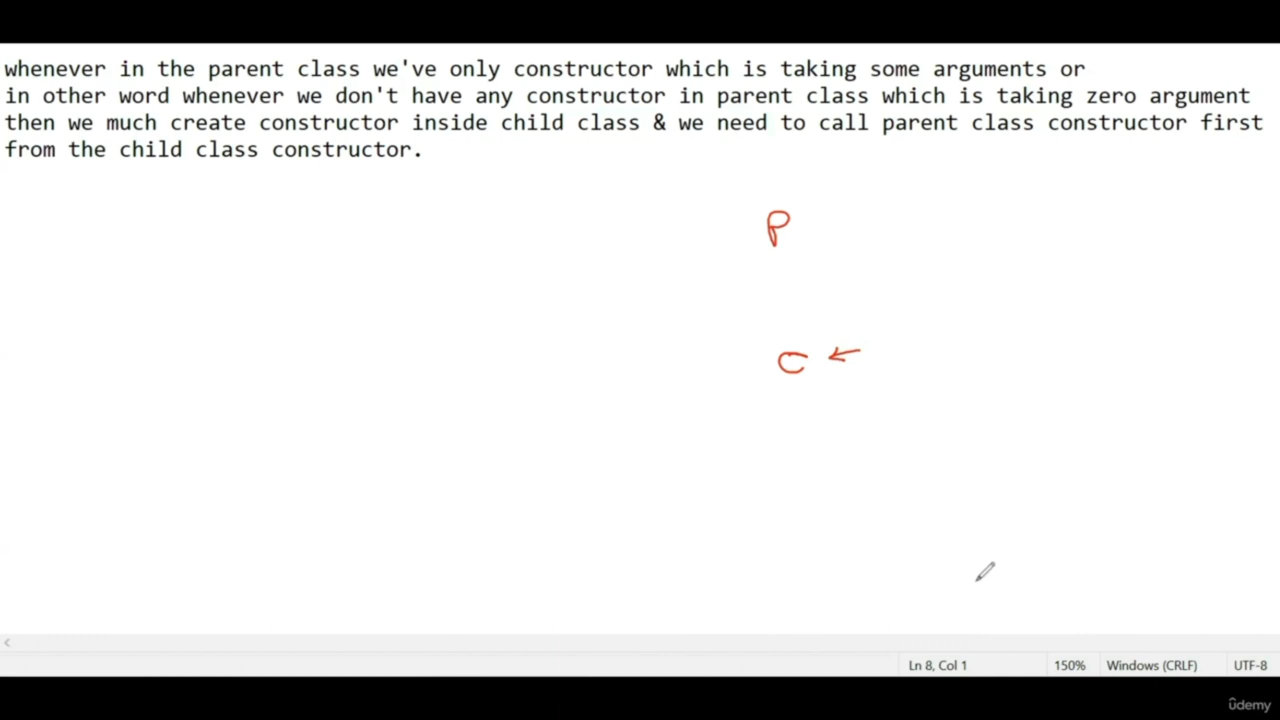 whenever in the parent class we've only constructor which is taking some arguments or
in other word whenever we don't have any constructor in parent class which is taking zero argument
then we much create constructor inside child class & we need to call parent class constructor first
from the child class constructor.
P
C ←
<
Ln 8, Col 1 150% Windows (CRLF) UTF-8
ûdemy